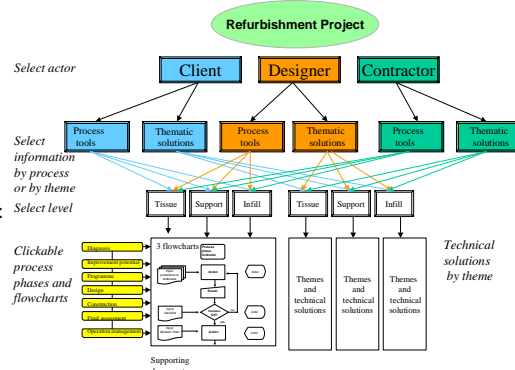 Refurbishment Project
Select actor
Client
Designer
Contractor
Select
information
by process
or by theme
Process
tools
Thematic
solutions
Process
tools
Thematic
solutions
Process
tools
Thematic
solutions
:
Select level
Tissue
Support
Infill
Tissue
Support
Infill
Clickable
process
phases and
flowcharts
Diagnosis
Improvement potential
Programme
Design
Construction
Final assessment
Operation management
3 flowcharts
Process
phase
Action
Result
Action
Themes
and
technical
solutions
Themes
and
technical
solutions
Themes
and
technical
solutions
Technical
solutions
by theme
Supporting